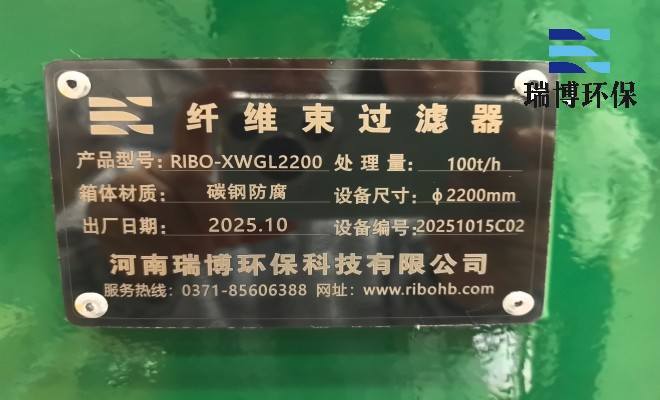 瑞博环保
纤维束过滤器
产品型号: RIBO-XWGL2200 处理量: 100t/h
箱体材质: 碳钢防腐 设备尺寸: ф2200mm
出厂日期: 2025.10 设备编号: 20251015C02
河南瑞博环保科技有限公司
服务热线: 0371-85606388 网址: www.ribohb.com